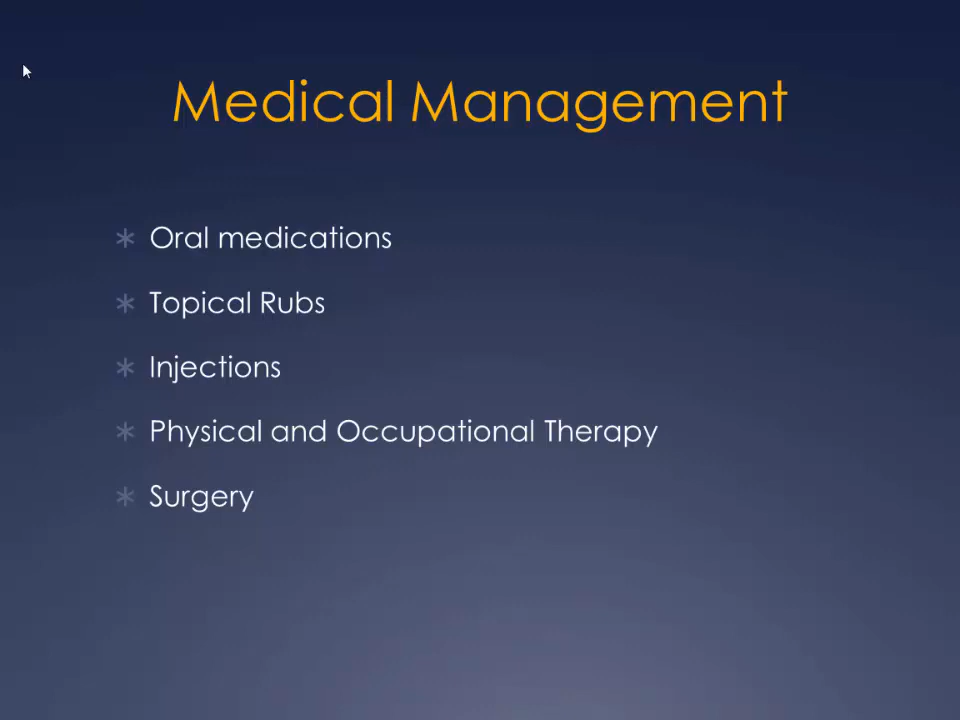 Medical Management
Oral medications
Topical Rubs
Injections
Physical and Occupational Therapy
Surgery